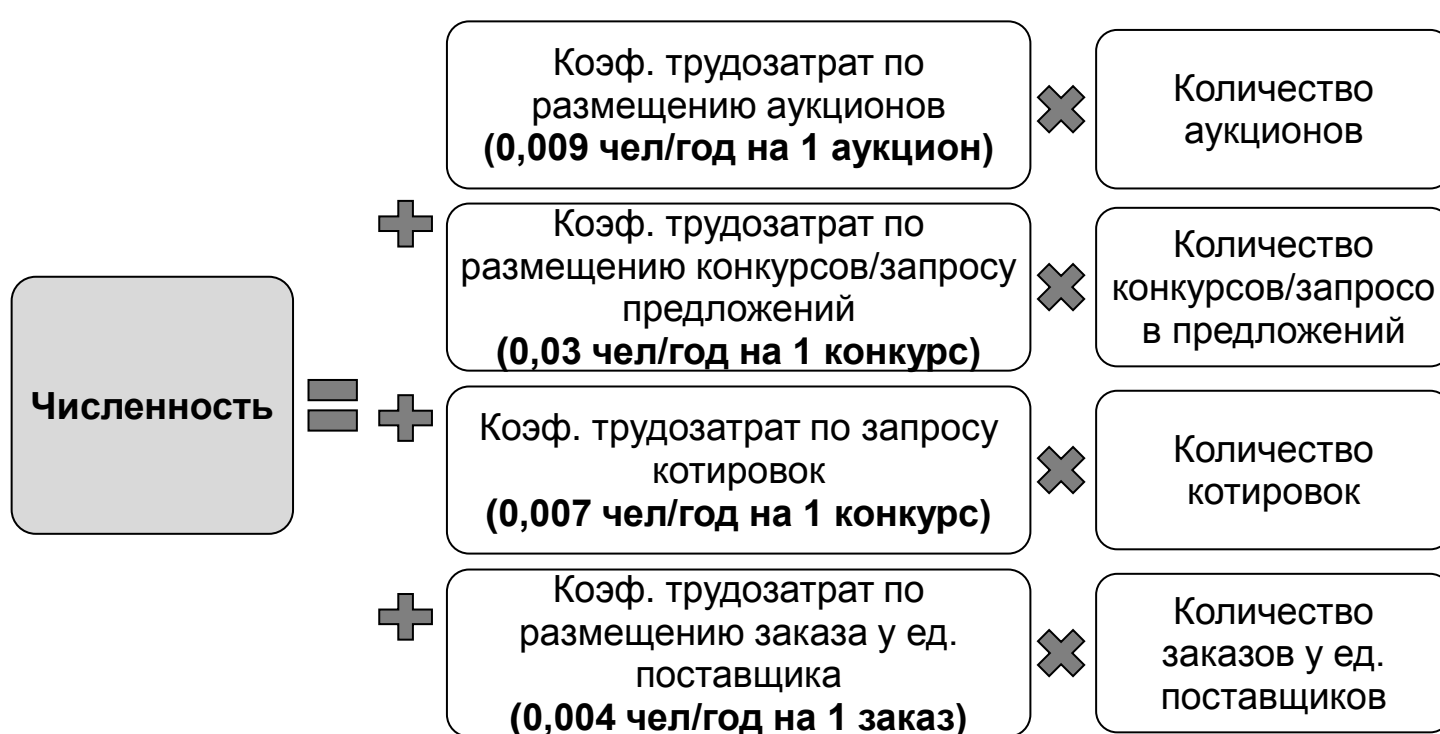 Коэф. трудозатрат по
размещению аукционов
(0,009 чел/год на 1 аукцион)
Количество
аукционов
Коэф. трудозатрат по
размещению конкурсов/запросу
предложений
(0,03 чел/год на 1 конкурс)
Количество
конкурсов/запросо
в предложений
Численность
Коэф. трудозатрат по запросу
котировок
(0,007 чел/год на 1 конкурс)
Количество
котировок
Коэф. трудозатрат по
размещению заказа у ед.
поставщика
(0,004 чел/год на 1 заказ)
Количество
заказов у ед.
поставщиков